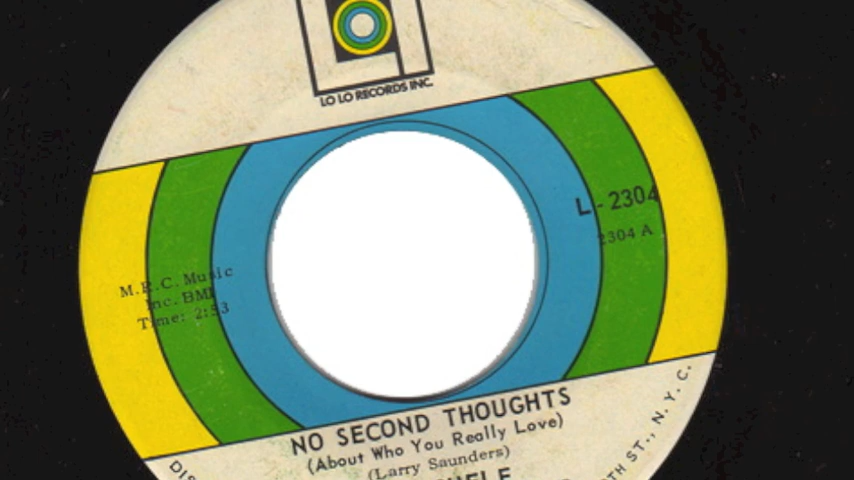 LO LO RECORDS INC.
L - 2304
2304 A
M.R.C. Music
Inc. BMI
Time: 2:53
NO SECOND THOUGHTS
(About Who You Really Love)
(Larry Saunders)
ST., N. Y. C.